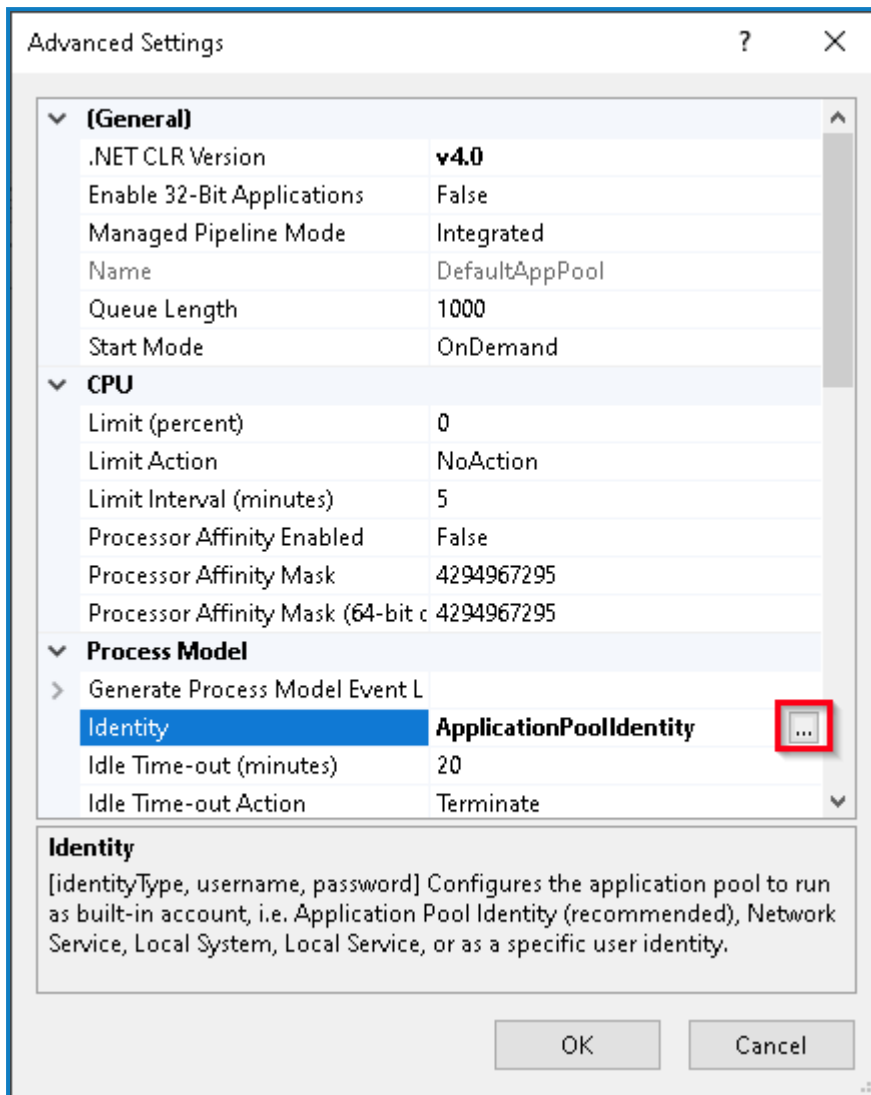 Advanced Settings ? ×
(General)
.NET CLR Version v4.0
Enable 32-Bit Applications False
Managed Pipeline Mode Integrated
Name DefaultAppPool
Queue Length 1000
Start Mode OnDemand
CPU
Limit (percent) 0
Limit Action NoAction
Limit Interval (minutes) 5
Processor Affinity Enabled False
Processor Affinity Mask 4294967295
Processor Affinity Mask (64-bit c 4294967295
Process Model
Generate Process Model Event L
Identity ApplicationPoolIdentity ...
Idle Time-out (minutes) 20
Idle Time-out Action Terminate
Identity
[identityType, username, password] Configures the application pool to run
as built-in account, i.e. Application Pool Identity (recommended), Network
Service, Local System, Local Service, or as a specific user identity.
OK Cancel